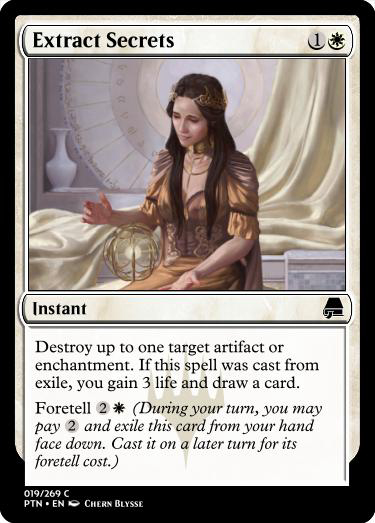 Extract Secrets 1
Instant
Destroy up to one target artifact or
enchantment. If this spell was cast from
exile, you gain 3 life and draw a card.
Foretell 2 (During your turn, you may
pay 2 and exile this card from your hand
face down. Cast it on a later turn for its
foretell cost.)
019/269 C
PTN • EN Chern Blysse